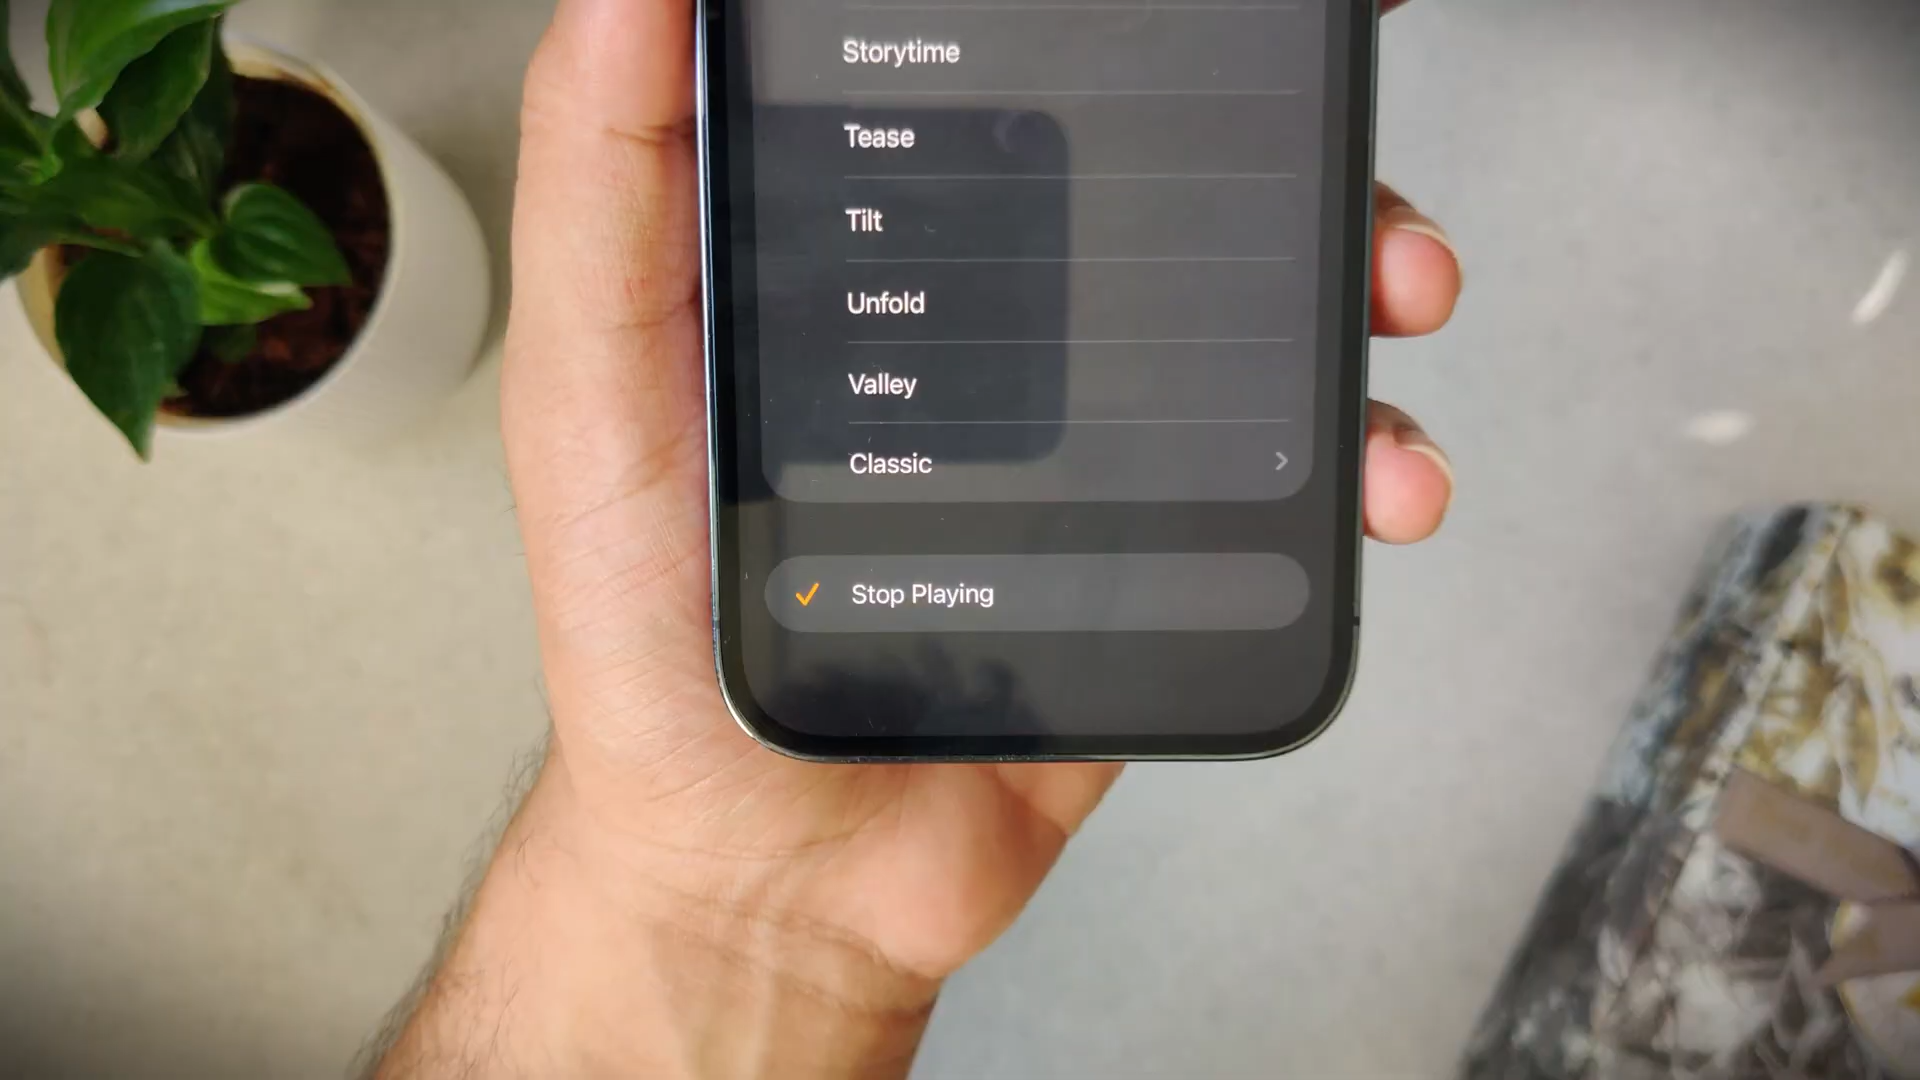 Storytime
Tease
Tilt
Unfold
Valley
Classic
Stop Playing